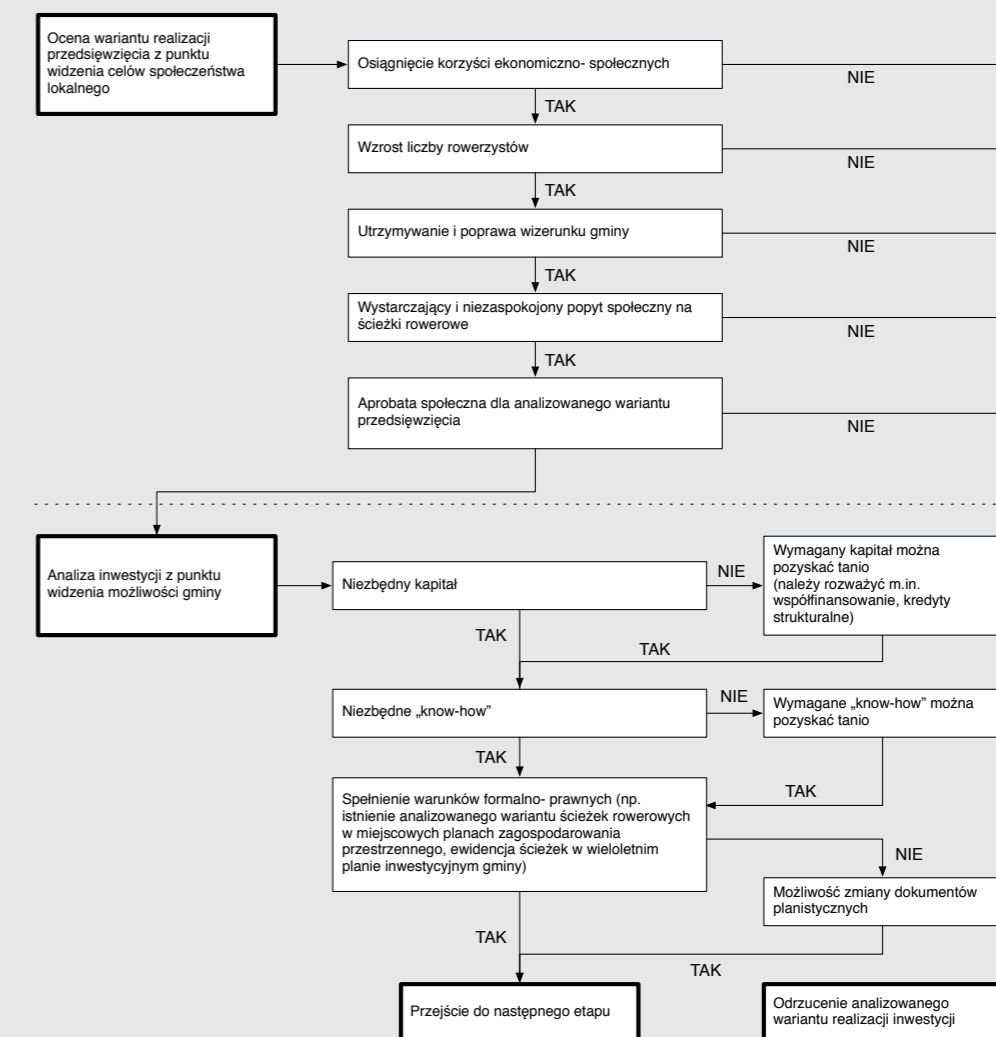 Ocena wariantu realizacji
przedsięwzięcia z punktu
widzenia celów społeczeństwa
lokalnego
Osiągnięcie korzyści ekonomiczno- społecznych
NIE
TAK
Wzrost liczby rowerzystów
NIE
TAK
Utrzymywanie i poprawa wizerunku gminy
NIE
TAK
Wystarczający i niezaspokojony popyt społeczny na
ścieżki rowerowe
NIE
TAK
Aprobata społeczna dla analizowanego wariantu
przedsięwzięcia
NIE
Analiza inwestycji z punktu
widzenia możliwości gminy
Niezbędny kapitał
NIE
Wymagany kapitał można
pozyskać tanio
(należy rozważyć m.in.
współfinansowanie, kredyty
strukturalne)
TAK
TAK
Niezbędne „know-how”
NIE
Wymagane „know-how” można
pozyskać tanio
TAK
TAK
Spełnienie warunków formalno- prawnych (np.
istnienie analizowanego wariantu ścieżek rowerowych
w miejscowych planach zagospodarowania
przestrzennego, ewidencja ścieżek w wieloletnim
planie inwestycyjnym gminy)
NIE
Możliwość zmiany dokumentów
planistycznych
TAK
TAK
Przejście do następnego etapu
Odrzucenie analizowanego
wariantu realizacji inwestycji